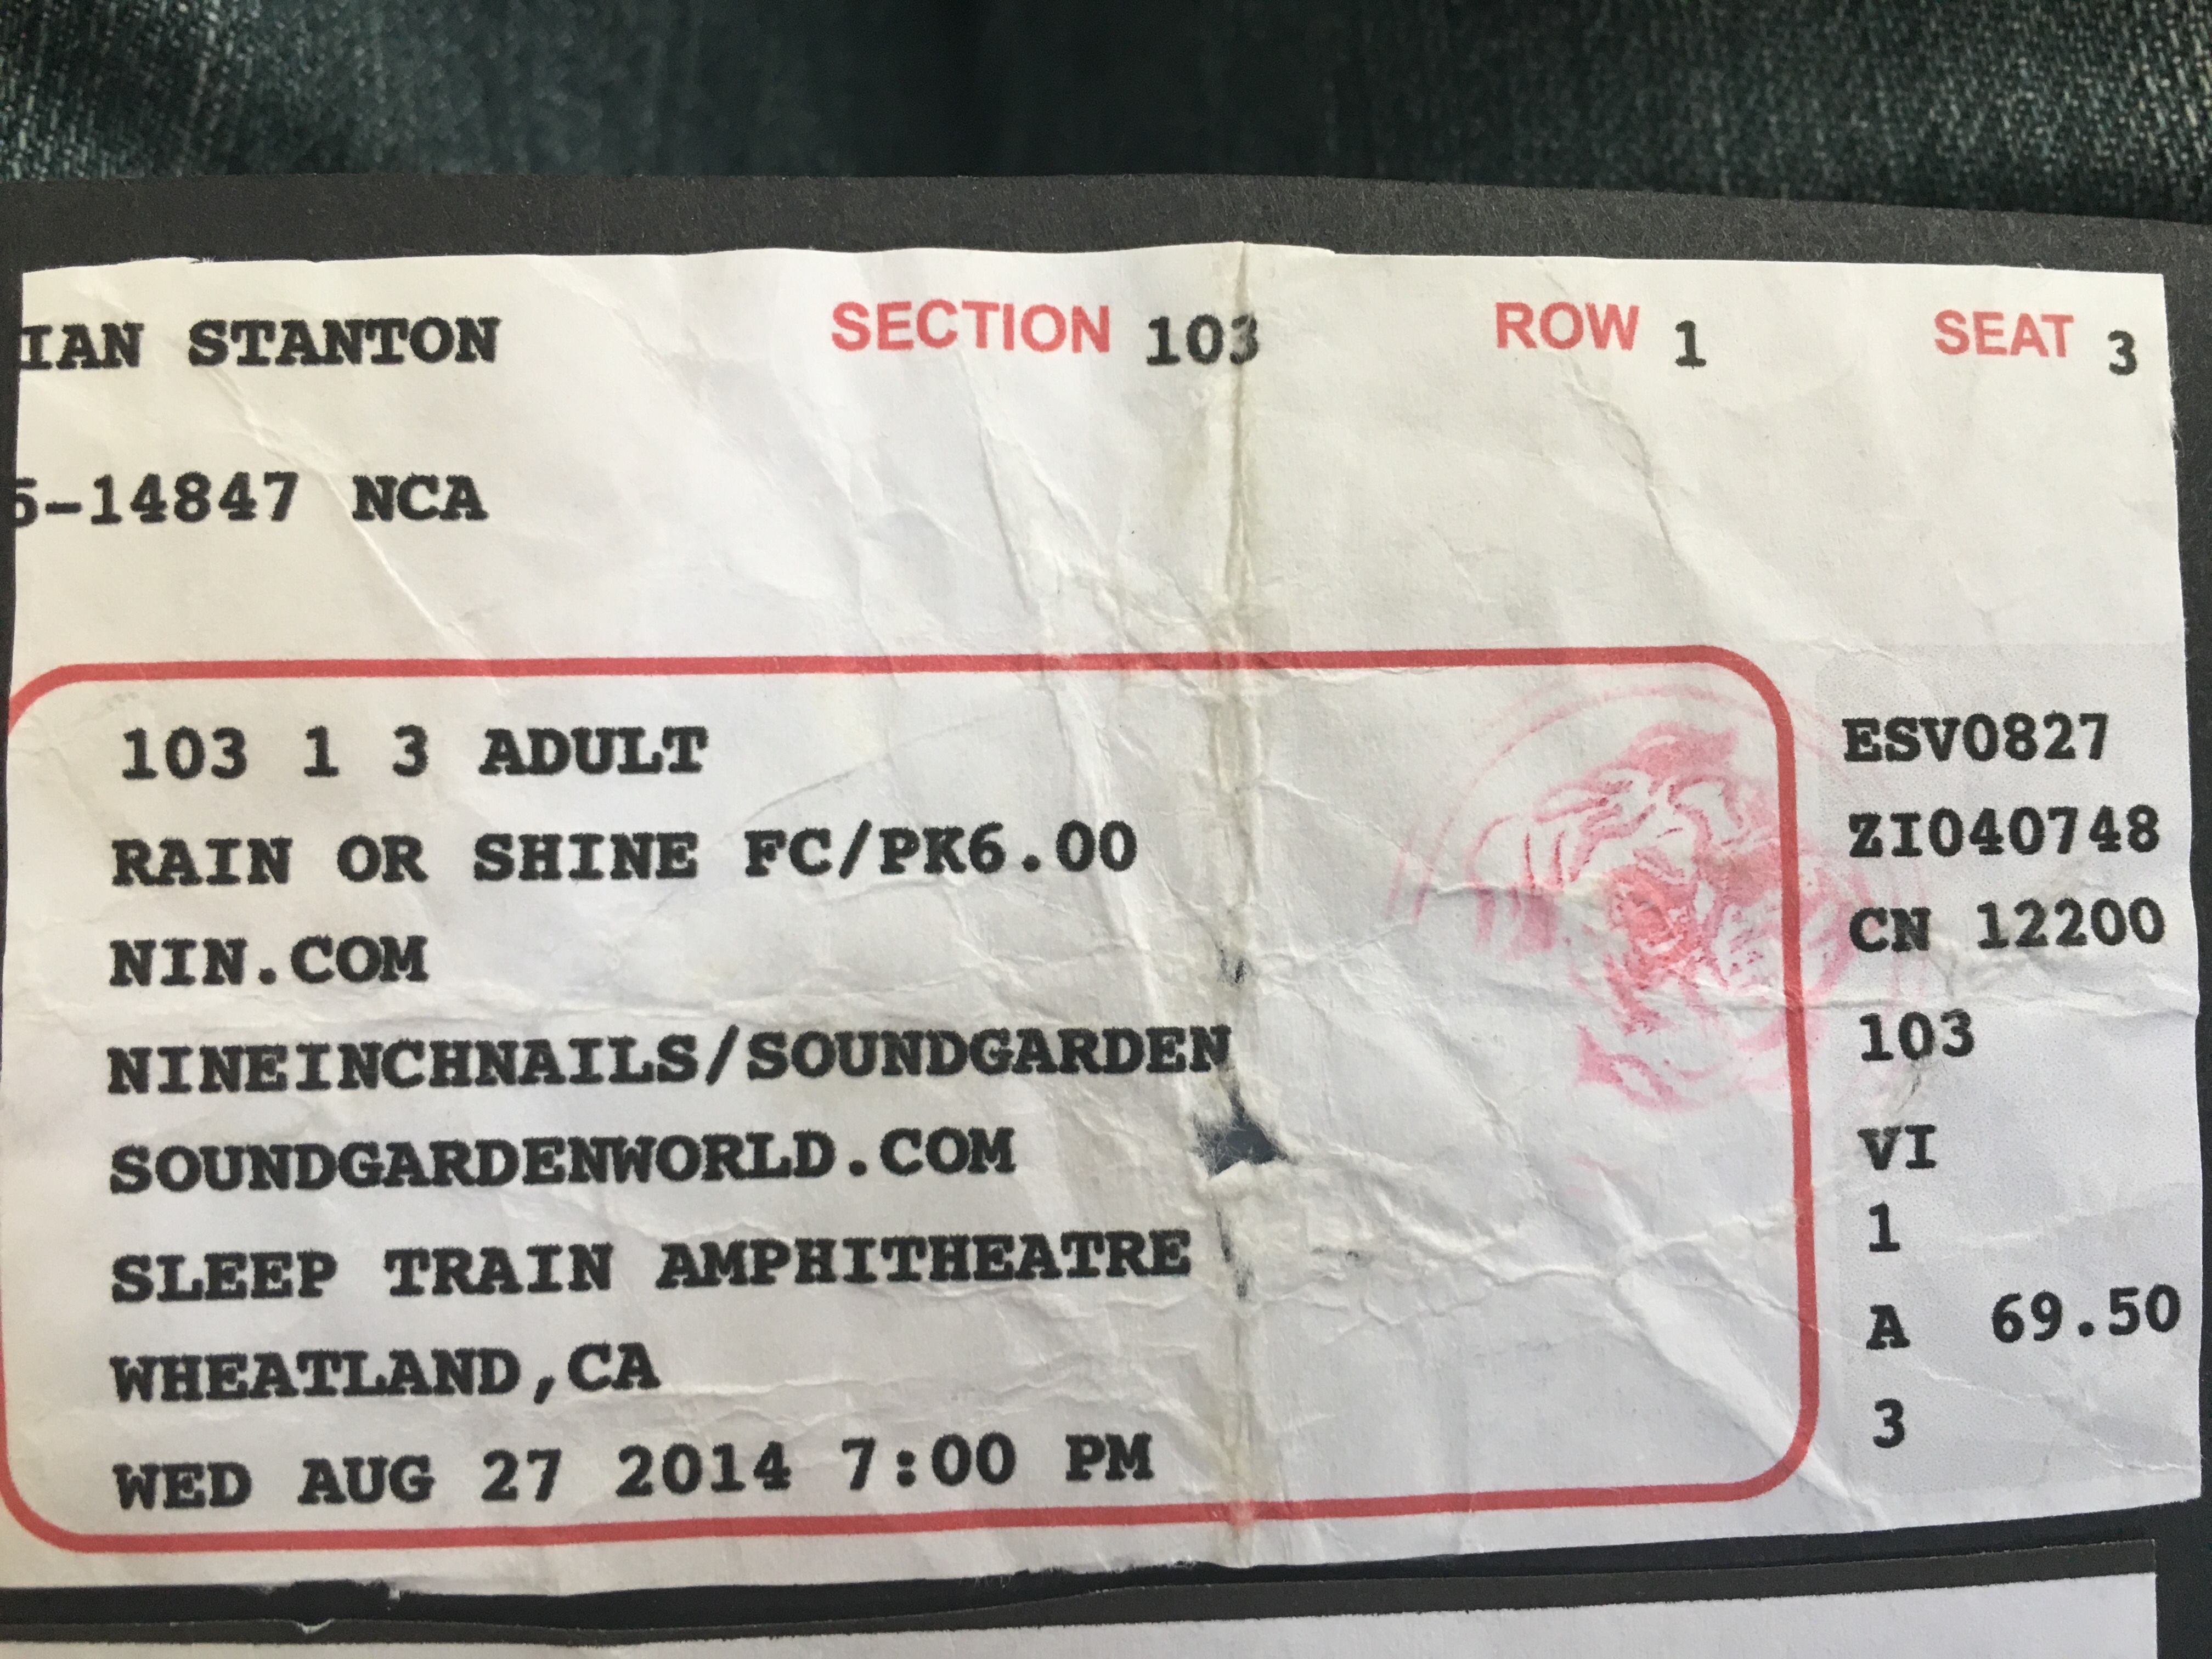 IAN STANTON SECTION 103 ROW 1 SEAT 3
5-14847 NCA
103 1 3 ADULT
RAIN OR SHINE FC/PK6.00
NIN.COM
NINEINCHNAILS/SOUNDGARDEN
SOUNDGARDENWORLD.COM
SLEEP TRAIN AMPHITHEATRE
WHEATLAND,CA
WED AUG 27 2014 7:00 PM
ESV0827
ZI040748
CN 12200
103
VI
1
A 69.50
3